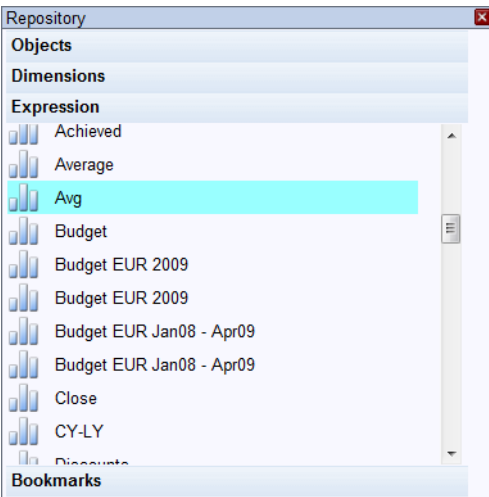 Repository
Objects
Dimensions
Expression
Achieved
Average
Avg
Budget
Budget EUR 2009
Budget EUR 2009
Budget EUR Jan08 - Apr09
Budget EUR Jan08 - Apr09
Close
CY-LY
Discounts
Bookmarks